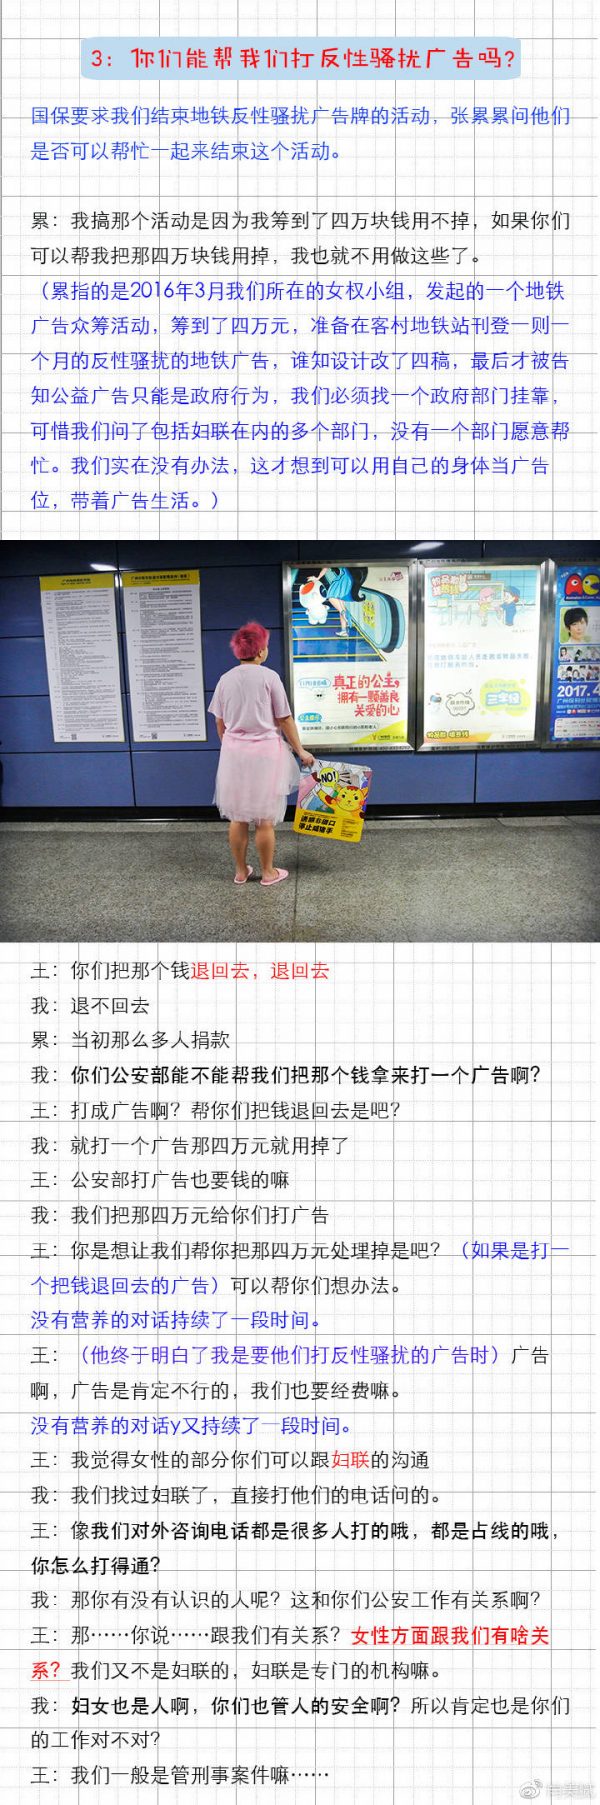 3：你们能帮我们打反性骚扰广告吗?
国保要求我们结束地铁反性骚扰广告牌的活动，张累累问他们
是否可以帮忙一起来结束这个活动。
累：我搞那个活动是因为我筹到了四万块钱用不掉，如果你们
可以帮我把那四万块钱用掉，我也就不用做这些了。
（累指的是2016年3月我们所在的女权小组，发起的一个地铁
广告众筹活动，筹到了四万元，准备在客村地铁站刊登一则一
个月的反性骚扰的地铁广告，谁知设计改了四稿，最后才被告
知公益广告只能是政府行为，我们必须找一个政府部门挂靠，
可惜我们问了包括妇联在内的多个部门，没有一个部门愿意帮
忙。我们实在没有办法，这才想到可以用自己的身体当广告
位，带着广告生活。）
真正的公主，
拥有一颗善良
关爱的心
NO!
诱惑非借口
停止咸猪手
2017.4
王：你们把那个钱退回去，退回去
我：退不回去
累：当初那么多人捐款
我：你们公安部能不能帮我们把那个钱拿来打一个广告啊？
王：打成广告啊？帮你们把钱退回去是吧？
我：就打一个广告那四万元就用掉了
王：公安部打广告也要钱的嘛
我：我们把那四万元给你们打广告
王：你是想让我们帮你把那四万元处理掉是吧？（如果是打一
个把钱退回去的广告）可以帮你们想办法。
没有营养的对话持续了一段时间。
王：（他终于明白了我是要他们打反性骚扰的广告时）广告
啊，广告是肯定不行的，我们也要经费嘛。
没有营养的对话y又持续了一段时间。
王：我觉得女性的部分你们可以跟妇联的沟通
我：我们找过妇联了，直接打他们的电话问的。
王：像我们对外咨询电话都是很多人打的哦，都是占线的哦，
你怎么打得通？
我：那你有没有认识的人呢？这和你们公安工作有关系啊？
王：那……你说……跟我们有关系？女性方面跟我们有啥关
系？我们又不是妇联的，妇联是专门的机构嘛。
我：妇女也是人啊，你们也管人的安全啊？所以肯定也是你们
的工作对不对？
王：我们一般是管刑事案件嘛……